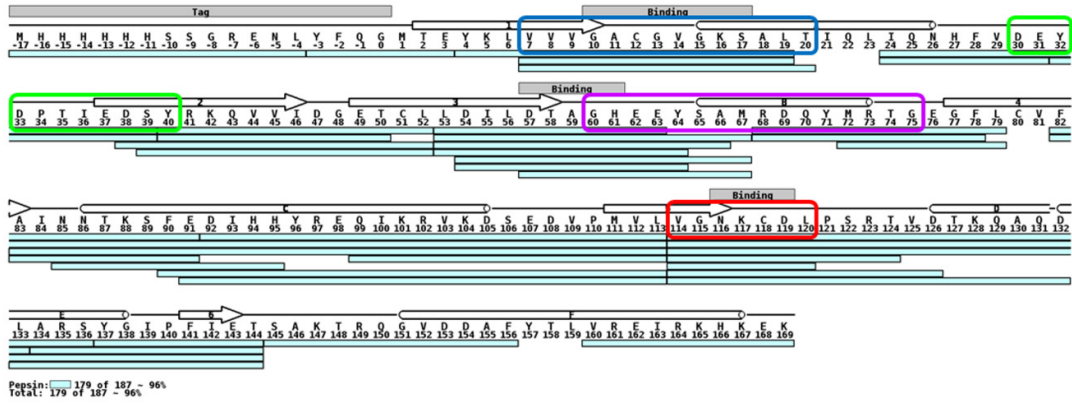 Tag Binding
1
M H H H H H H S S G R E N L Y F Q G M T E Y K L V V V G A C G V G K S A L T I Q L I Q N H F V D E Y
-17 -16 -15 -14 -13 -12 -11 -10 -9 -8 -7 -6 -5 -4 -3 -2 -1 0 1 2 3 4 5 6 7 8 9 10 11 12 13 14 15 16 17 18 19 20 21 22 23 24 25 26 27 28 29 30 31 32
Binding
2 3 B 4
D P T I E D S Y R K Q V V I D G E T C L L D I L D T A G H E E Y S A M R D Q Y M R T G E G F L C V F
33 34 35 36 37 38 39 40 41 42 43 44 45 46 47 48 49 50 51 52 53 54 55 56 57 58 59 60 61 62 63 64 65 66 67 68 69 70 71 72 73 74 75 76 77 78 79 80 81 82
Binding
C D
A I N N T K S F E D I H H Y R E Q I K R V K D S E D V P M V L V G N K C D L P S R T V D T K Q A Q D
83 84 85 86 87 88 89 90 91 92 93 94 95 96 97 98 99 100 101 102 103 104 105 106 107 108 109 110 111 112 113 114 115 116 117 118 119 120 121 122 123 124 125 126 127 128 129 130 131 132
E 6 F
L A R S Y G I P F I E T S A K T R Q G V D D A F Y T L V R E I R K H K E K
133 134 135 136 137 138 139 140 141 142 143 144 145 146 147 148 149 150 151 152 153 154 155 156 157 158 159 160 161 162 163 164 165 166 167 168 169
Pepsin: 179 of 187 ~ 96%
Total: 179 of 187 ~ 96%